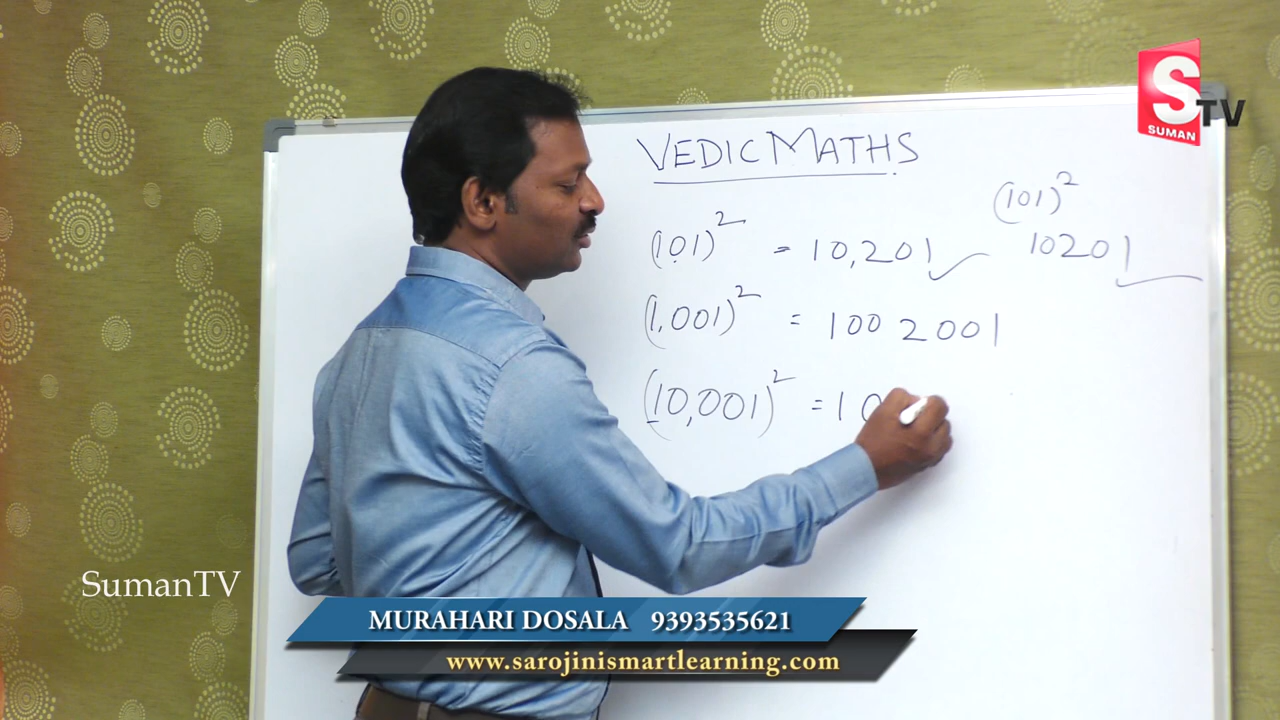 S TV
SUMAN
VEDIC MATHS
(101)²
(101)² = 10,201
10201
(1,001)² = 1002001
(10,001)² = 10
SumanTV
MURAHARI DOSALA 9393535621
www.sarojinismartlearning.com